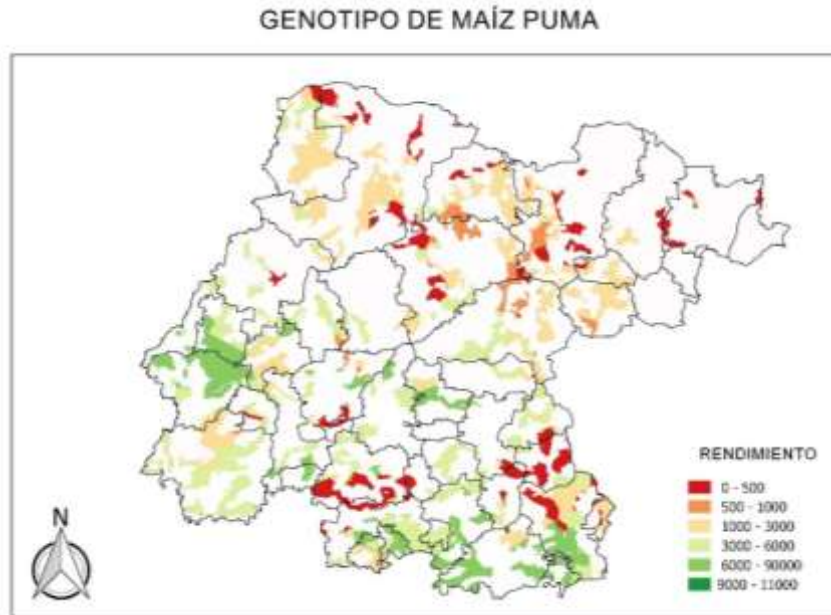 GENOTIPO DE MAÍZ PUMA
RENDIMIENTO
0 - 500
500 - 1000
1000 - 3000
3000 - 6000
6000 - 90000
9000 - 11000
N